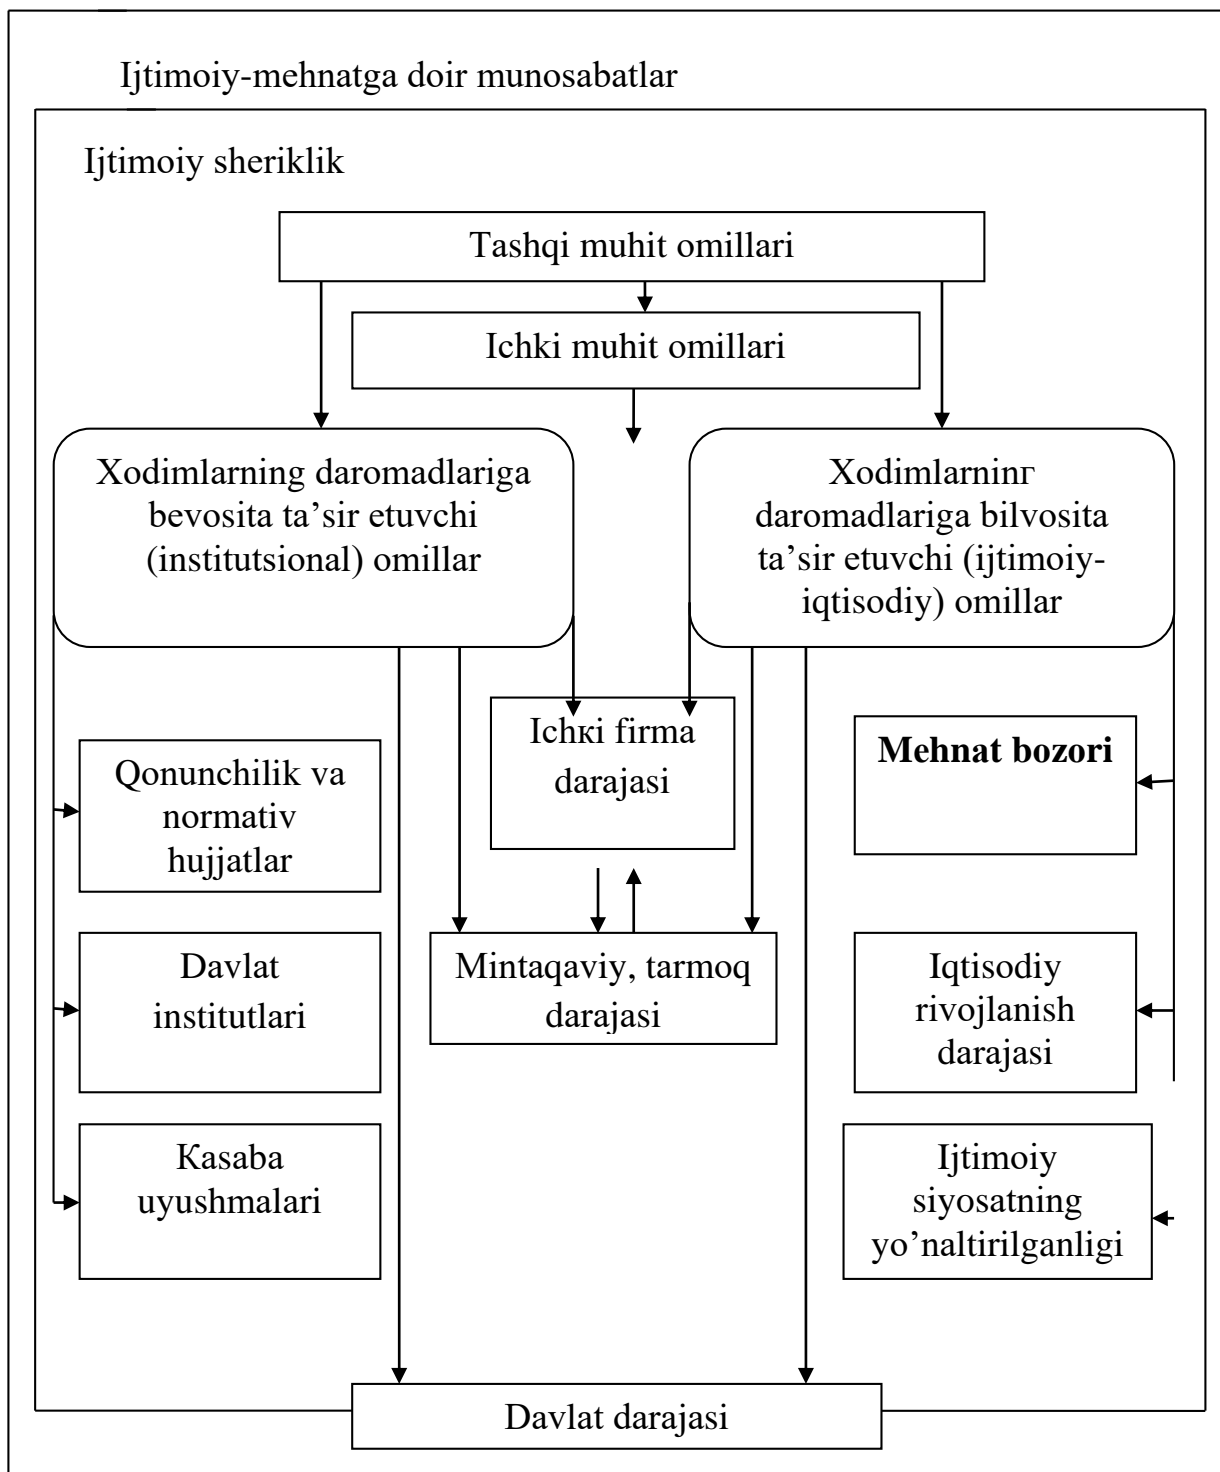 Ijtimoiy-mehnatga doir munosabatlar
Ijtimoiy sheriklik
Tashqi muhit omillari
Ichki muhit omillari
Xodimlarning daromadlariga
bevosita ta’sir etuvchi
(institutsional) omillar
Xodimlarninг
daromadlariga bilvosita
ta’sir etuvchi (ijtimoiy-
iqtisodiy) omillar
Ichкi firma
darajasi
Mehnat bozori
Qonunchilik va
normativ
hujjatlar
Mintaqaviy, tarmoq
darajasi
Davlat
institutlari
Iqtisodiy
rivojlanish
darajasi
Кasaba
uyushmalari
Ijtimoiy
siyosatning
yo’naltirilganligi
Davlat darajasi